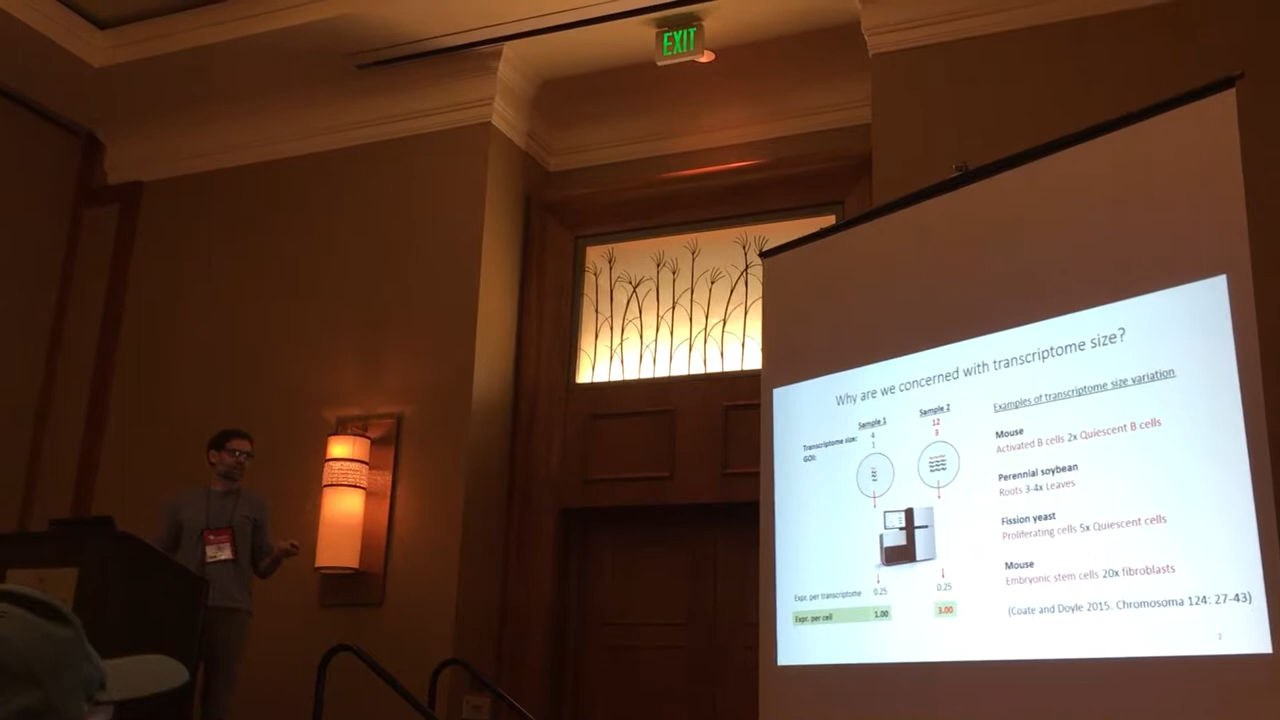 EXIT
Why are we concerned with transcriptome size?
Sample 1 Sample 2
Transcriptome size: 4 12
GOI: 1 3
Examples of transcriptome size variation
Mouse
Activated B cells 2x Quiescent B cells
Perennial soybean
Roots 3-4x Leaves
Fission yeast
Proliferating cells 5x Quiescent cells
Mouse
Embryonic stem cells 20x fibroblasts
(Coate and Doyle 2015. Chromosoma 124: 27-43)
Expr. per transcriptome 0.25 0.25
Expr. per cell 1.00 3.00